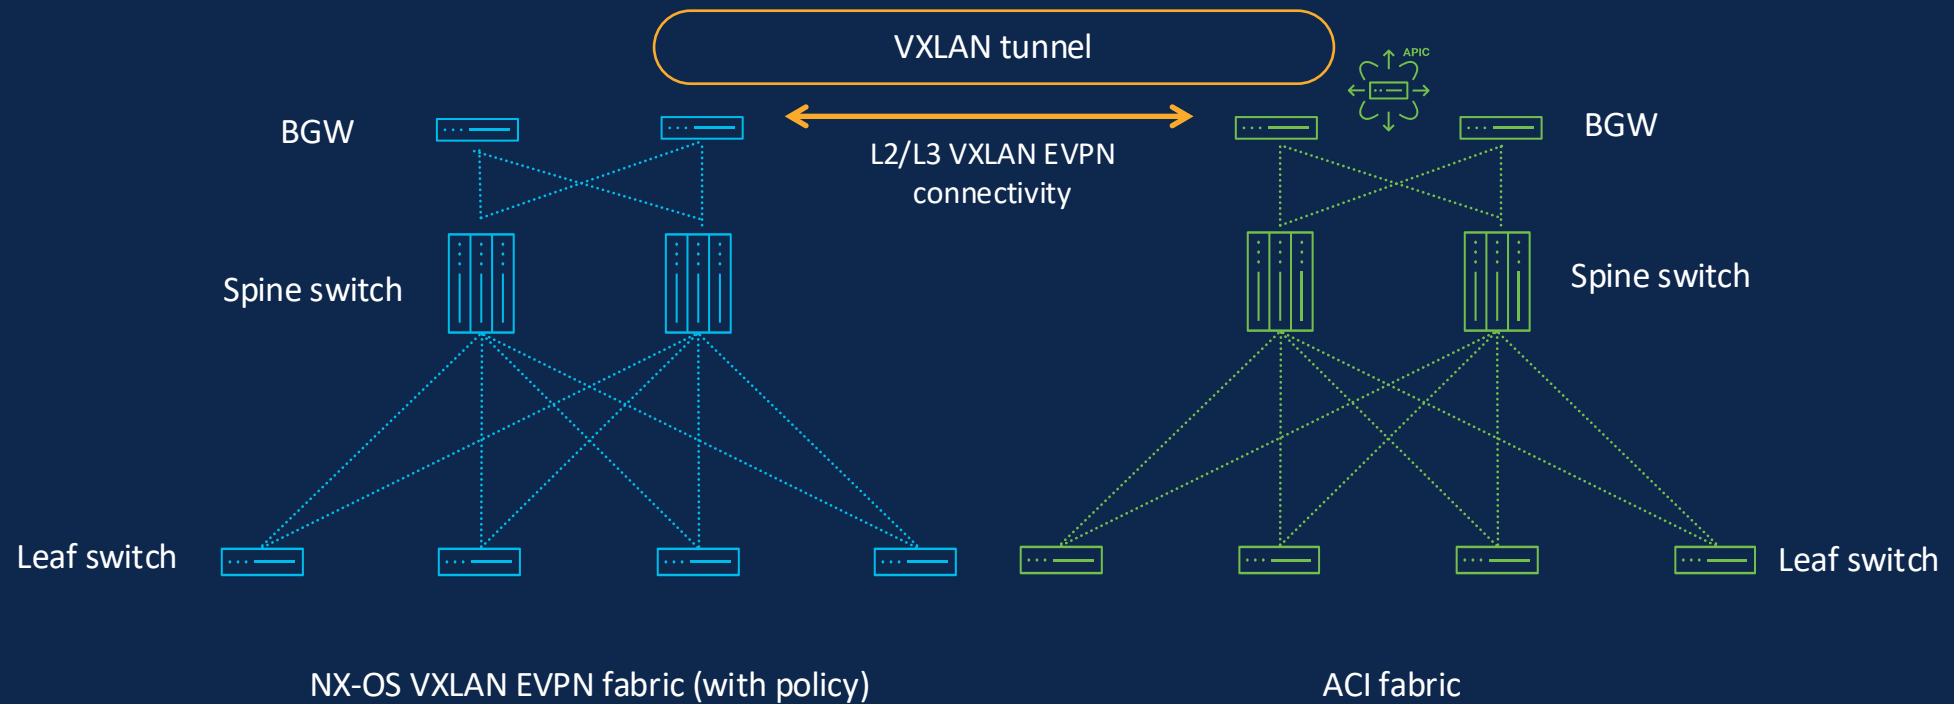 VXLAN tunnel
APIC
BGW
BGW
L2/L3 VXLAN EVPN
connectivity
Spine switch
Spine switch
Leaf switch
Leaf switch
NX-OS VXLAN EVPN fabric (with policy)
ACI fabric